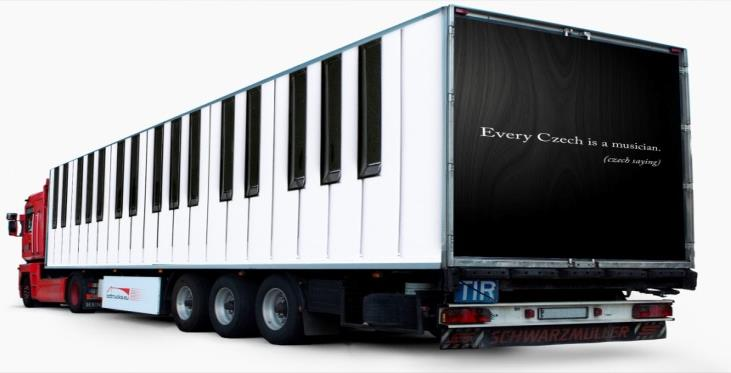 Every Czech is a musician.
(czech saying)
TIR
SCHWARZMÜLLER